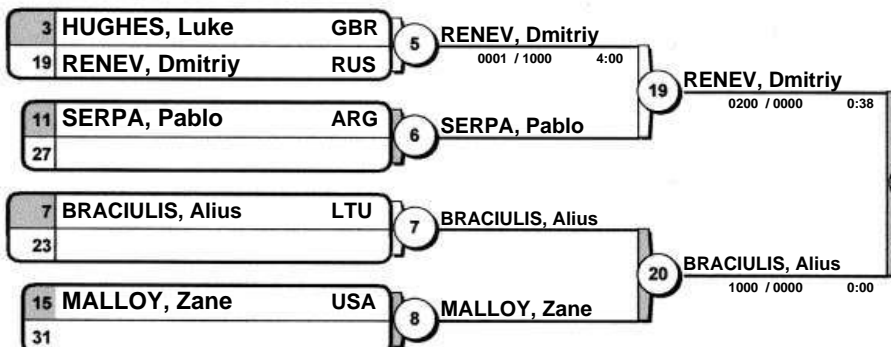 3 HUGHES, Luke GBR
19 RENEV, Dmitriy RUS
5
RENEV, Dmitriy
0001 / 1000 4:00
11 SERPA, Pablo ARG
27
6
SERPA, Pablo
19
RENEV, Dmitriy
0200 / 0000 0:38
7 BRACIULIS, Alius LTU
23
7
BRACIULIS, Alius
15 MALLOY, Zane USA
31
8
MALLOY, Zane
20
BRACIULIS, Alius
1000 / 0000 0:00